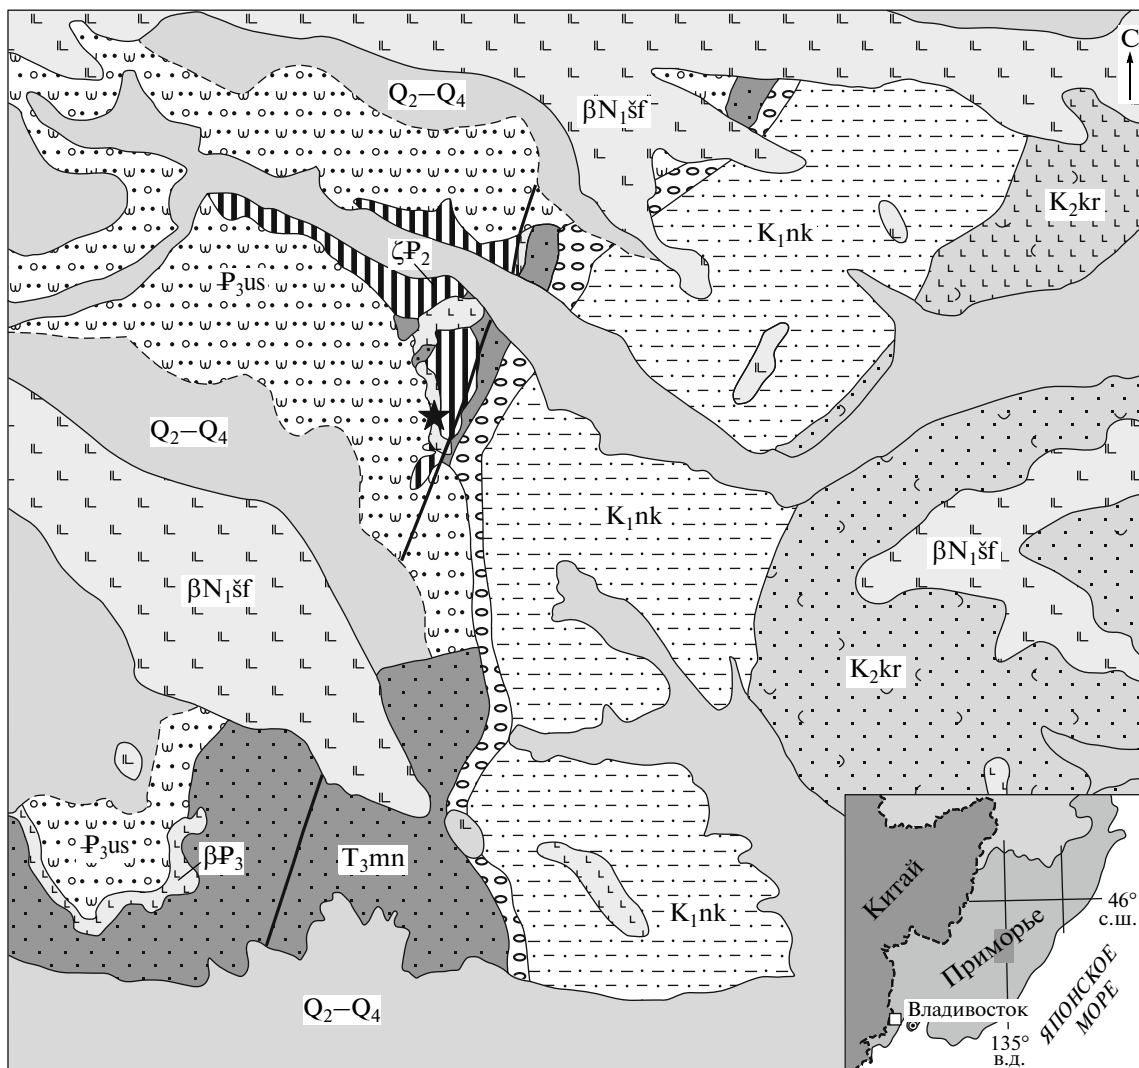 С
Q₂–Q₄
βN₁šf
K₂kr
K₁nk
ζP₂
P₃us
Q₂–Q₄
K₁nk
βN₁šf
βN₁šf
K₂kr
P₃us
βP₃
T₃mn
K₁nk
Q₂–Q₄
Китай
46°
с.ш.
Приморье
ЯПОНСКОЕ
МОРЕ
Владивосток
135°
в.д.